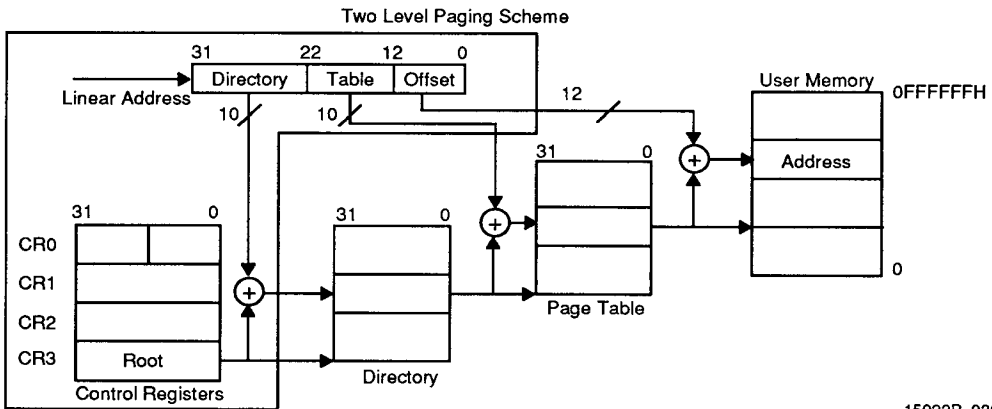 Two Level Paging Scheme
31 22 12 0
Directory Table Offset
Linear Address
10 10 12
User Memory
0FFFFFFH
Address
0
31 0
Page Table
31 0
Directory
31 0
CR0
CR1
CR2
CR3 Root
Control Registers